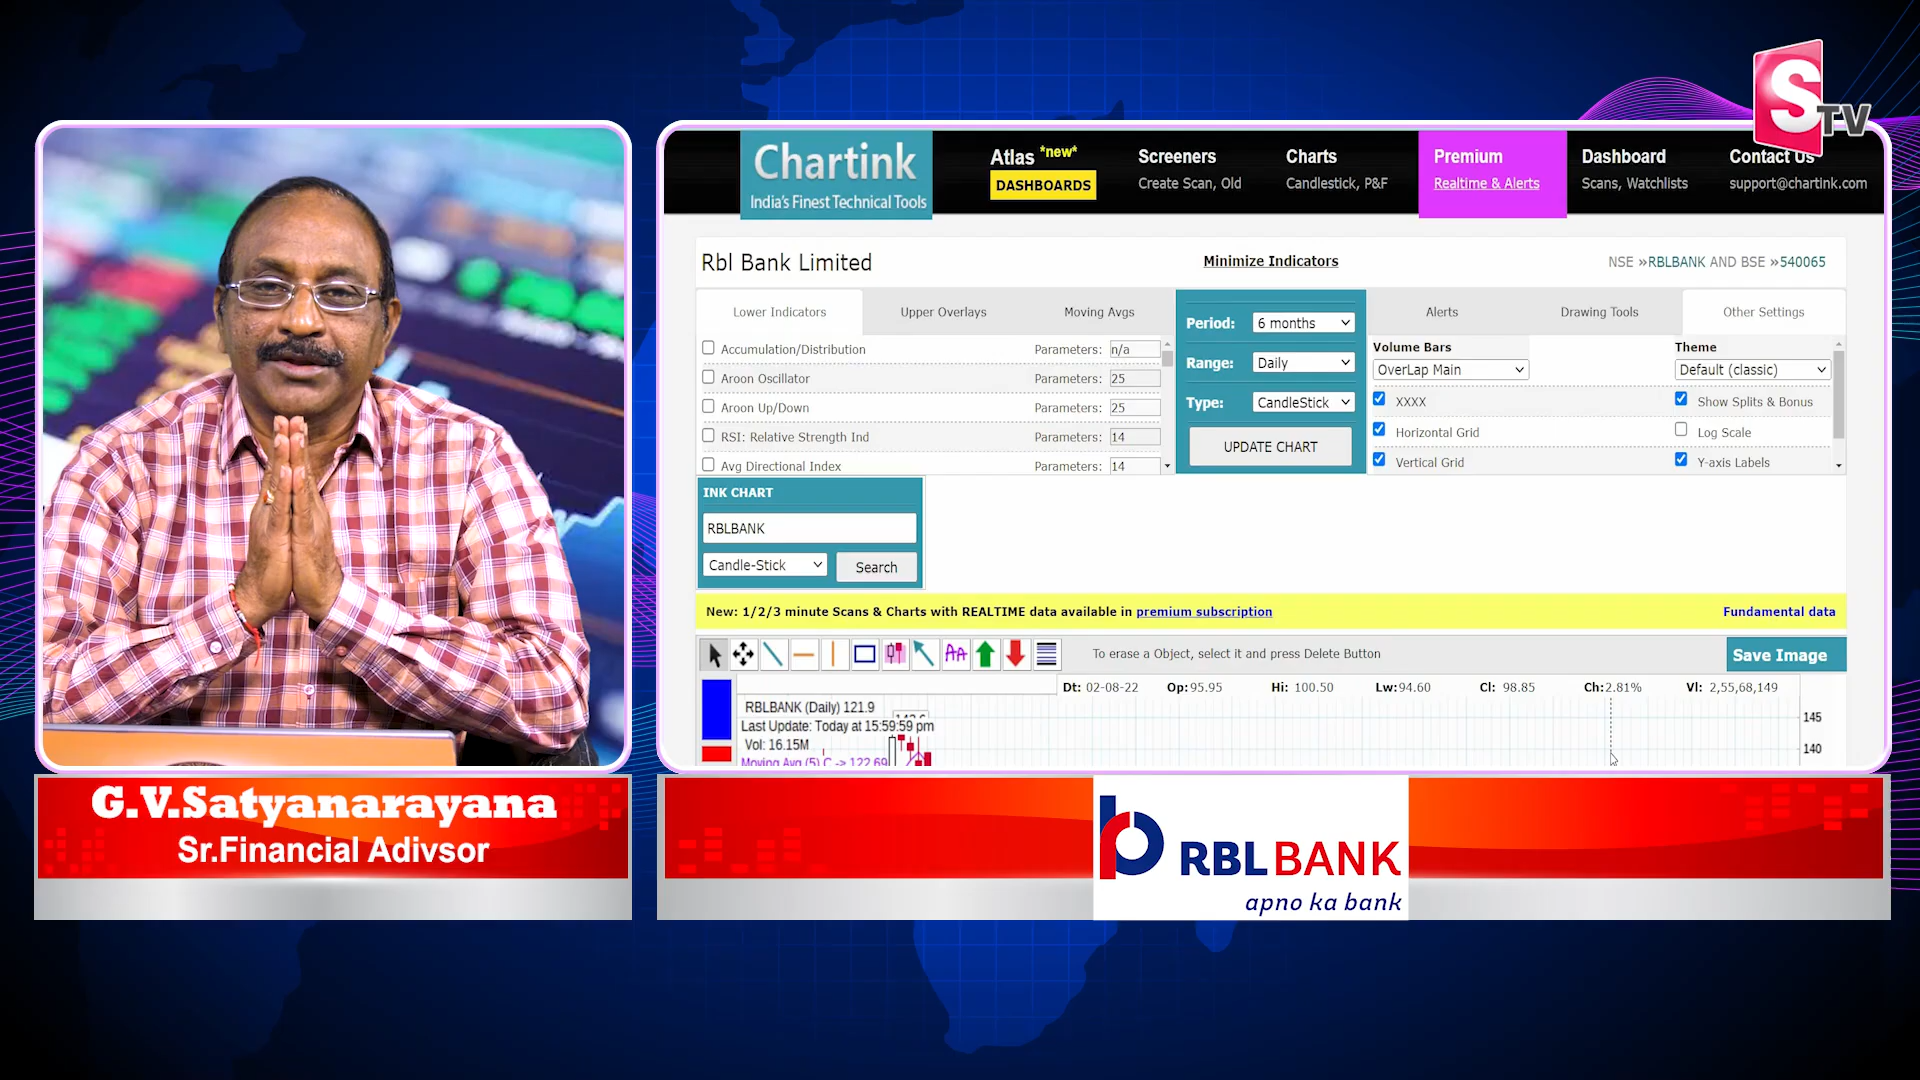 STV
Chartink
India's Finest Technical Tools
Atlas *new*
DASHBOARDS
Screeners
Create Scan, Old
Charts
Candlestick, P&F
Premium
Realtime & Alerts
Dashboard
Scans, Watchlists
Contact Us
support@chartink.com
Rbl Bank Limited
Minimize Indicators
NSE »RBLBANK AND BSE »540065
Lower Indicators
Upper Overlays
Moving Avgs
Accumulation/Distribution Parameters: n/a
Aroon Oscillator Parameters: 25
Aroon Up/Down Parameters: 25
RSI: Relative Strength Ind Parameters: 14
Avg Directional Index Parameters: 14
Period: 6 months
Range: Daily
Type: CandleStick
UPDATE CHART
Alerts
Drawing Tools
Other Settings
Volume Bars
OverLap Main
XXXX
Horizontal Grid
Vertical Grid
Theme
Default (classic)
Show Splits & Bonus
Log Scale
Y-axis Labels
INK CHART
RBLBANK
Candle-Stick
Search
New: 1/2/3 minute Scans & Charts with REALTIME data available in premium subscription
Fundamental data
AA
To erase a Object, select it and press Delete Button
Save Image
Dt: 02-08-22 Op:95.95 Hi: 100.50 Lw:94.60 Cl: 98.85 Ch:2.81% Vl: 2,55,68,149
RBLBANK (Daily) 121.9
Last Update: Today at 15:59:59 pm
Vol: 16.15M
Moving Avg (5) C -> 122.69
145
140
G.V.Satyanarayana
Sr.Financial Adivsor
RBL BANK
apno ka bank